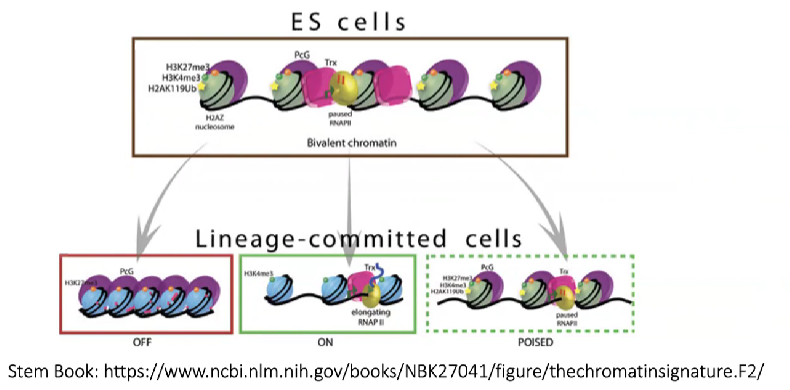 ES cells
PcG
Trx
H3K27me3
H3K4me3
H2AK119Ub
H2AZ
nucleosome
paused
RNAPII
Bivalent chromatin
Lineage-committed cells
PcG
H3K27me3
OFF
H3K4me3
Trx
elongating
RNAP II
ON
PcG
Trx
H3K27me3
H3K4me3
H2AK119Ub
paused
RNAPII
POISED
Stem Book: https://www.ncbi.nlm.nih.gov/books/NBK27041/figure/thechromatinsignature.F2/